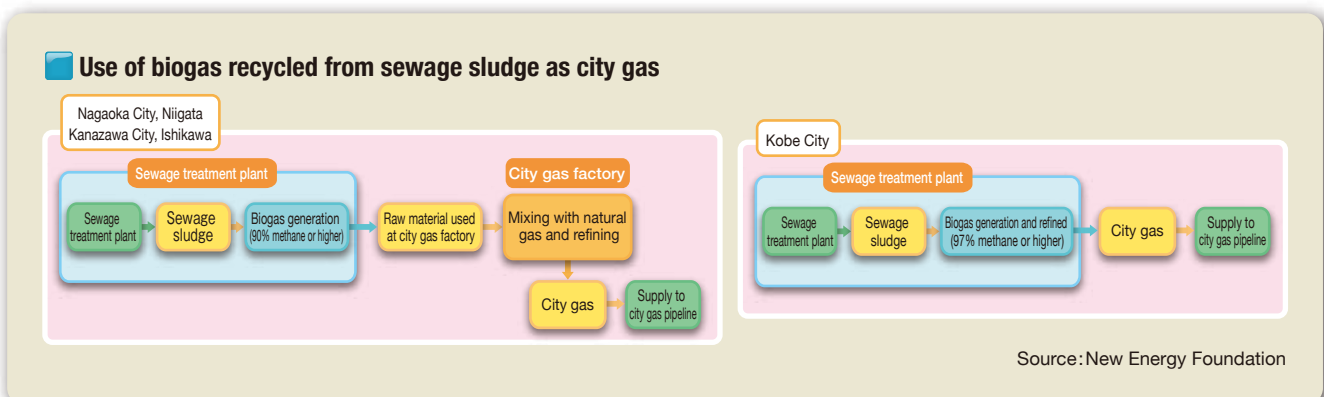 Use of biogas recycled from sewage sludge as city gas
Nagaoka City, Niigata
Kanazawa City, Ishikawa
Sewage treatment plant
Sewage
treatment plant
Sewage
sludge
Biogas generation
(90% methane or higher)
Raw material used
at city gas factory
City gas factory
Mixing with natural
gas and refining
City gas
Supply to
city gas pipeline
Kobe City
Sewage treatment plant
Sewage
treatment plant
Sewage
sludge
Biogas generation and refined
(97% methane or higher)
City gas
Supply to
city gas pipeline
Source:New Energy Foundation